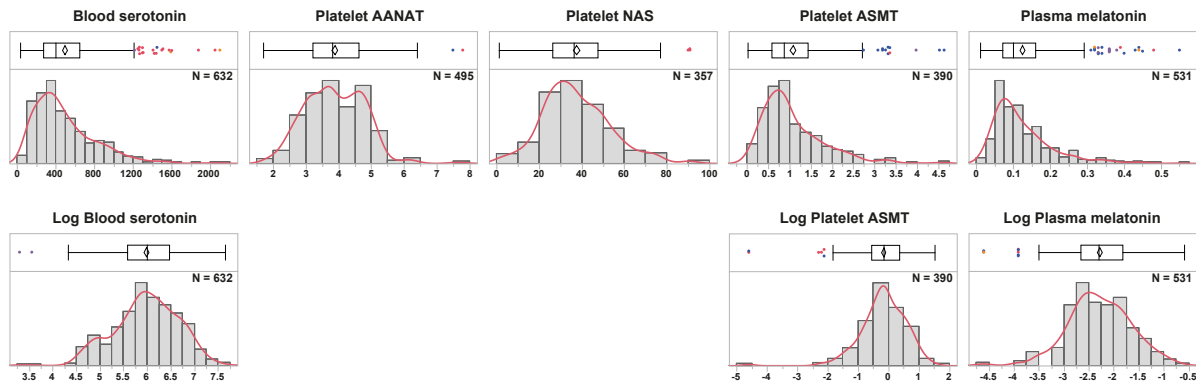 Blood serotonin
N = 632
0 400 800 1200 1600 2000
Platelet AANAT
N = 495
2 3 4 5 6 7 8
Platelet NAS
N = 357
0 20 40 60 80 100
Platelet ASMT
N = 390
0 0.5 1 1.5 2 2.5 3 3.5 4 4.5
Plasma melatonin
N = 531
0 0.1 0.2 0.3 0.4 0.5
Log Blood serotonin
N = 632
3.5 4.5 5 5.5 6 6.5 7 7.5
Log Platelet ASMT
N = 390
-5 -4 -3 -2 -1 0 1 2
Log Plasma melatonin
N = 531
-4.5 -4 -3.5 -3 -2.5 -2 -1.5 -1 -0.5